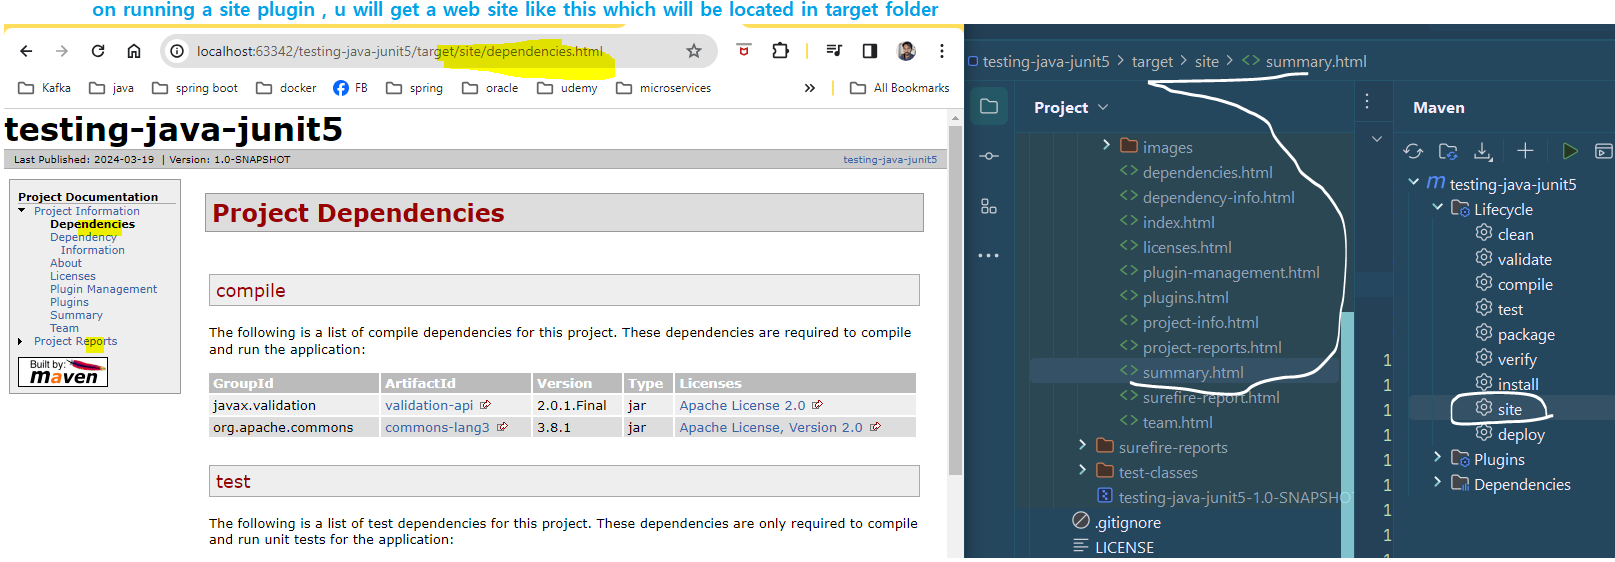 on running a site plugin , u will get a web site like this which will be located in target folder
localhost:63342/testing-java-junit5/target/site/dependencies.html
Kafka java spring boot docker FB spring oracle udemy microservices » All Bookmarks
testing-java-junit5
Last Published: 2024-03-19 | Version: 1.0-SNAPSHOT testing-java-junit5
Project Documentation
Project Information
Dependencies
Dependency
Information
About
Licenses
Plugin Management
Plugins
Summary
Team
Project Reports
Built by:
maven
Project Dependencies
compile
The following is a list of compile dependencies for this project. These dependencies are required to compile
and run the application:
GroupId ArtifactId Version Type Licenses
javax.validation validation-api 2.0.1.Final jar Apache License 2.0
org.apache.commons commons-lang3 3.8.1 jar Apache License, Version 2.0
test
The following is a list of test dependencies for this project. These dependencies are only required to compile
and run unit tests for the application:
testing-java-junit5 > target > site > <> summary.html
Project
images
<> dependencies.html
<> dependency-info.html
<> index.html
<> licenses.html
<> plugin-management.html
<> plugins.html
<> project-info.html
<> project-reports.html
<> summary.html
<> surefire-report.html
<> team.html
surefire-reports
test-classes
testing-java-junit5-1.0-SNAPSHO
.gitignore
LICENSE
1
1
1
1
1
1
1
1
1
Maven
m testing-java-junit5
Lifecycle
clean
validate
compile
test
package
verify
install
site
deploy
Plugins
Dependencies